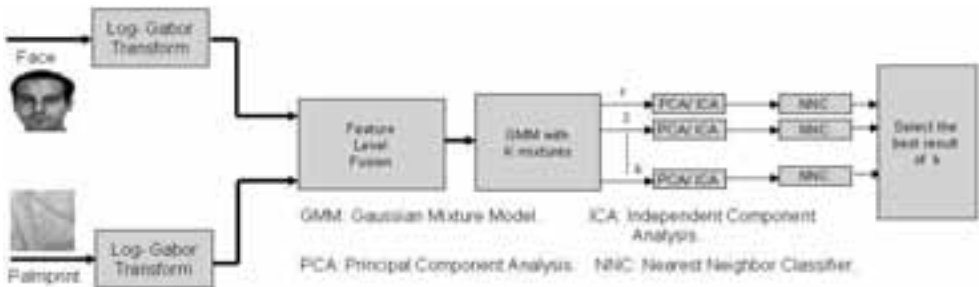 Log- Gabor
Transform
Face
Feature
Level
Fusion
GMM with
K mixtures
1
PCA/ ICA
NNC
2
PCA/ ICA
NNC
k
PCA/ ICA
NNC
Select the
best result
of k
Palmprint
Log- Gabor
Transform
GMM: Gaussian Mixture Model.
ICA: Independent Component
Analysis.
PCA: Principal Component Analysis.
NNC: Nearest Neighbor Classifier.